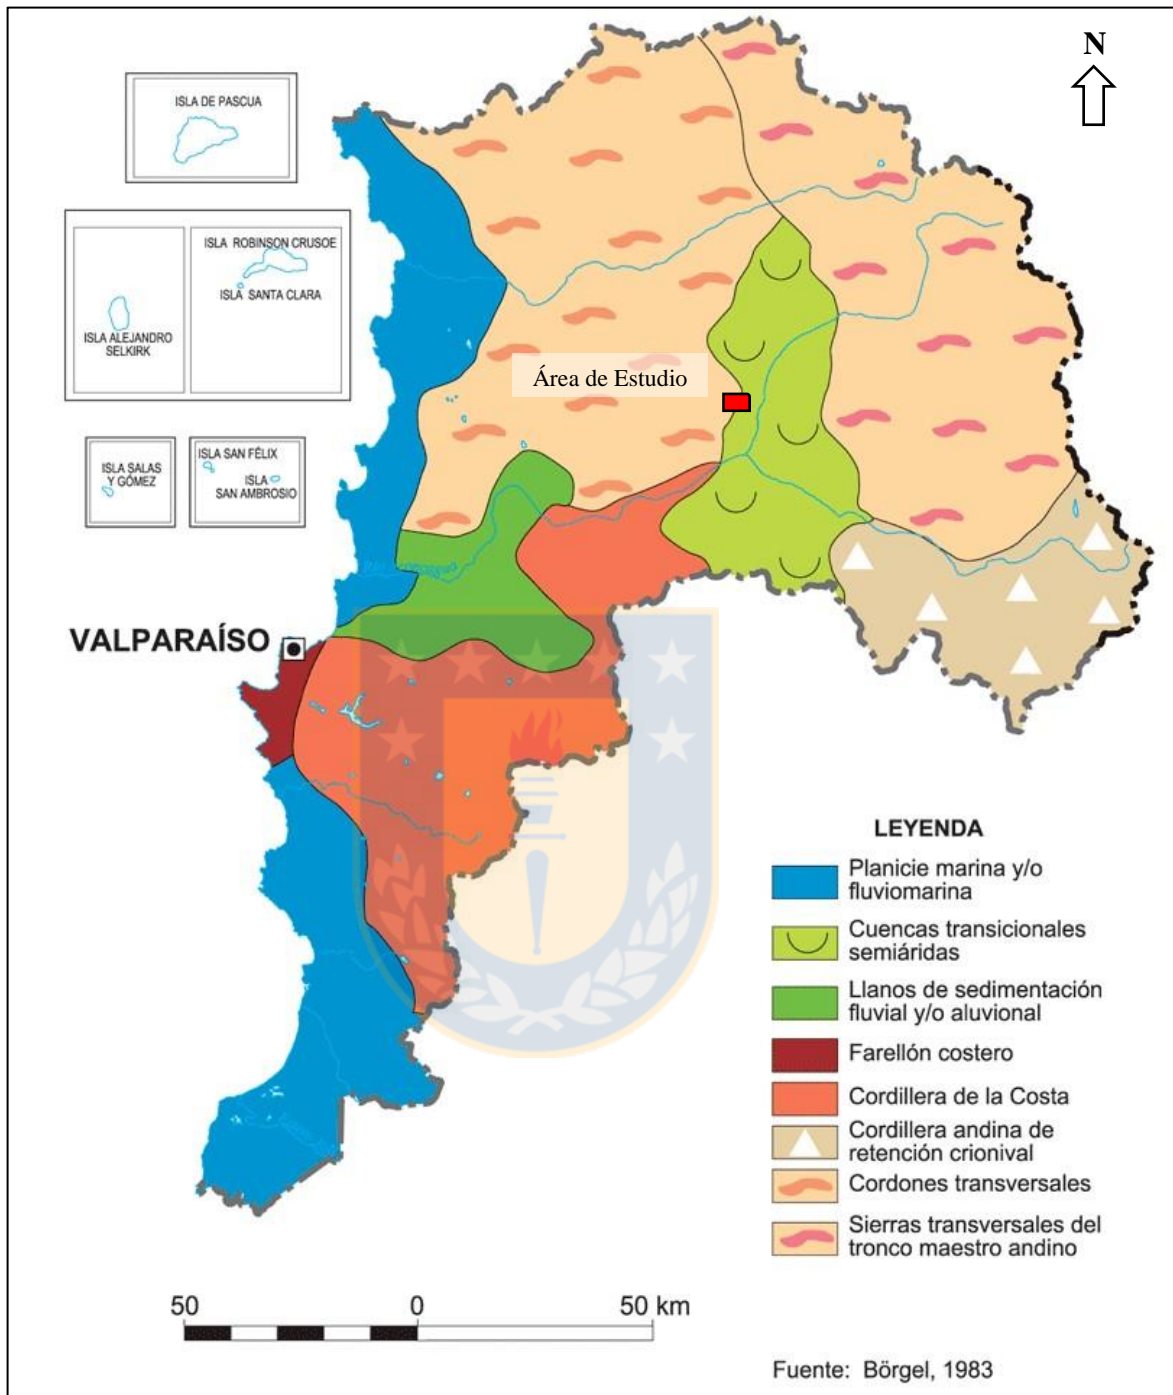 N
ISLA DE PASCUA
ISLA ROBINSON CRUSOE
ISLA SANTA CLARA
ISLA ALEJANDRO
SELKIRK
ISLA SALAS
Y GÓMEZ
ISLA SAN FÉLIX
ISLA
SAN AMBROSIO
Área de Estudio
VALPARAÍSO
LEYENDA
Planicie marina y/o
fluviomarina
Cuencas transicionales
semiáridas
Llanos de sedimentación
fluvial y/o aluvional
Farellón costero
Cordillera de la Costa
Cordillera andina de
retención crionival
Cordones transversales
Sierras transversales del
tronco maestro andino
50 0 50 km
Fuente: Börgel, 1983